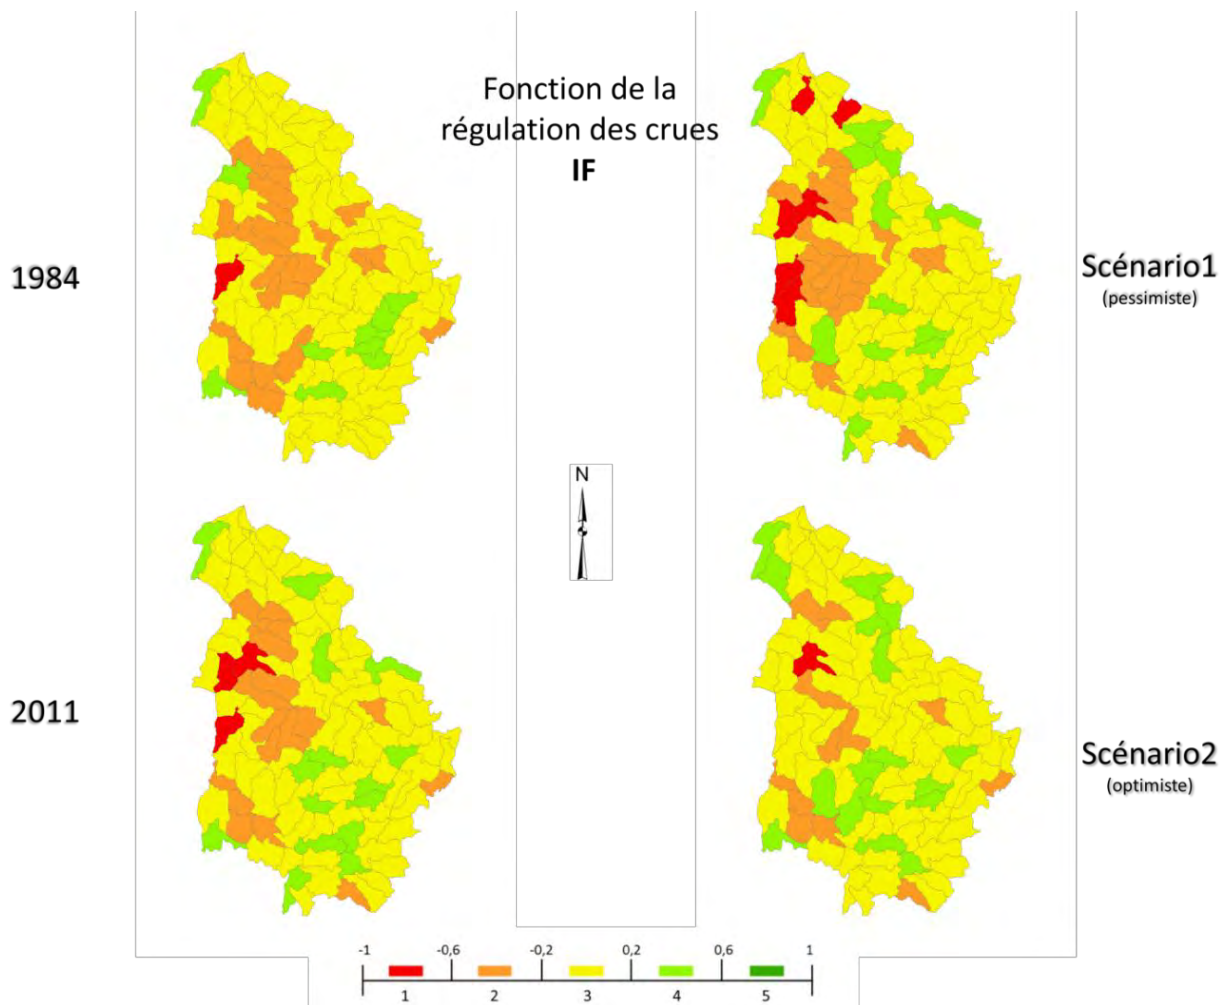 Fonction de la
régulation des crues
IF
1984
Scénario1
(pessimiste)
N
2011
Scénario2
(optimiste)
-1 -0,6 -0,2 0,2 0,6 1
1 2 3 4 5